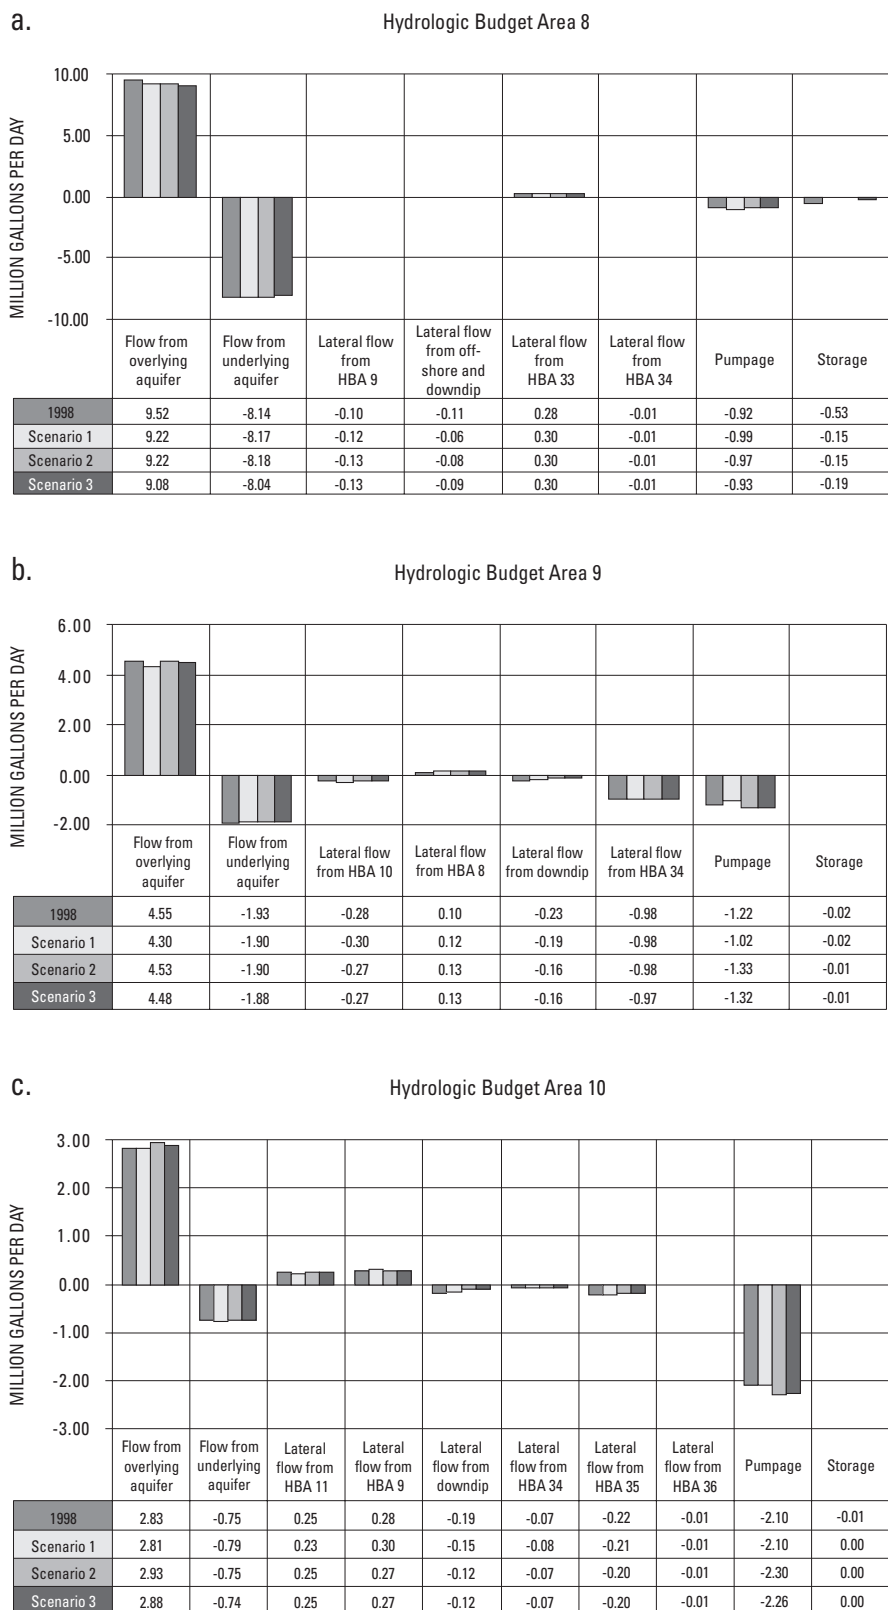 a.
Hydrologic Budget Area 8
MILLION GALLONS PER DAY
10.00
5.00
0.00
-5.00
-10.00
Flow from
overlying
aquifer
Flow from
underlying
aquifer
Lateral flow
from
HBA 9
Lateral flow
from off-
shore and
downdip
Lateral flow
from
HBA 33
Lateral flow
from
HBA 34
Pumpage
Storage
1998 9.52 -8.14 -0.10 -0.11 0.28 -0.01 -0.92 -0.53
Scenario 1 9.22 -8.17 -0.12 -0.06 0.30 -0.01 -0.99 -0.15
Scenario 2 9.22 -8.18 -0.13 -0.08 0.30 -0.01 -0.97 -0.15
Scenario 3 9.08 -8.04 -0.13 -0.09 0.30 -0.01 -0.93 -0.19
b.
Hydrologic Budget Area 9
MILLION GALLONS PER DAY
6.00
4.00
2.00
0.00
-2.00
Flow from
overlying
aquifer
Flow from
underlying
aquifer
Lateral flow
from HBA 10
Lateral flow
from HBA 8
Lateral flow
from downdip
Lateral flow
from HBA 34
Pumpage
Storage
1998 4.55 -1.93 -0.28 0.10 -0.23 -0.98 -1.22 -0.02
Scenario 1 4.30 -1.90 -0.30 0.12 -0.19 -0.98 -1.02 -0.02
Scenario 2 4.53 -1.90 -0.27 0.13 -0.16 -0.98 -1.33 -0.01
Scenario 3 4.48 -1.88 -0.27 0.13 -0.16 -0.97 -1.32 -0.01
c.
Hydrologic Budget Area 10
MILLION GALLONS PER DAY
3.00
2.00
1.00
0.00
-1.00
-2.00
-3.00
Flow from
overlying
aquifer
Flow from
underlying
aquifer
Lateral
flow from
HBA 11
Lateral
flow from
HBA 9
Lateral
flow from
downdip
Lateral
flow from
HBA 34
Lateral
flow from
HBA 35
Lateral
flow from
HBA 36
Pumpage
Storage
1998 2.83 -0.75 0.25 0.28 -0.19 -0.07 -0.22 -0.01 -2.10 -0.01
Scenario 1 2.81 -0.79 0.23 0.30 -0.15 -0.08 -0.21 -0.01 -2.10 0.00
Scenario 2 2.93 -0.75 0.25 0.27 -0.12 -0.07 -0.20 -0.01 -2.30 0.00
Scenario 3 2.88 -0.74 0.25 0.27 -0.12 -0.07 -0.20 -0.01 -2.26 0.00